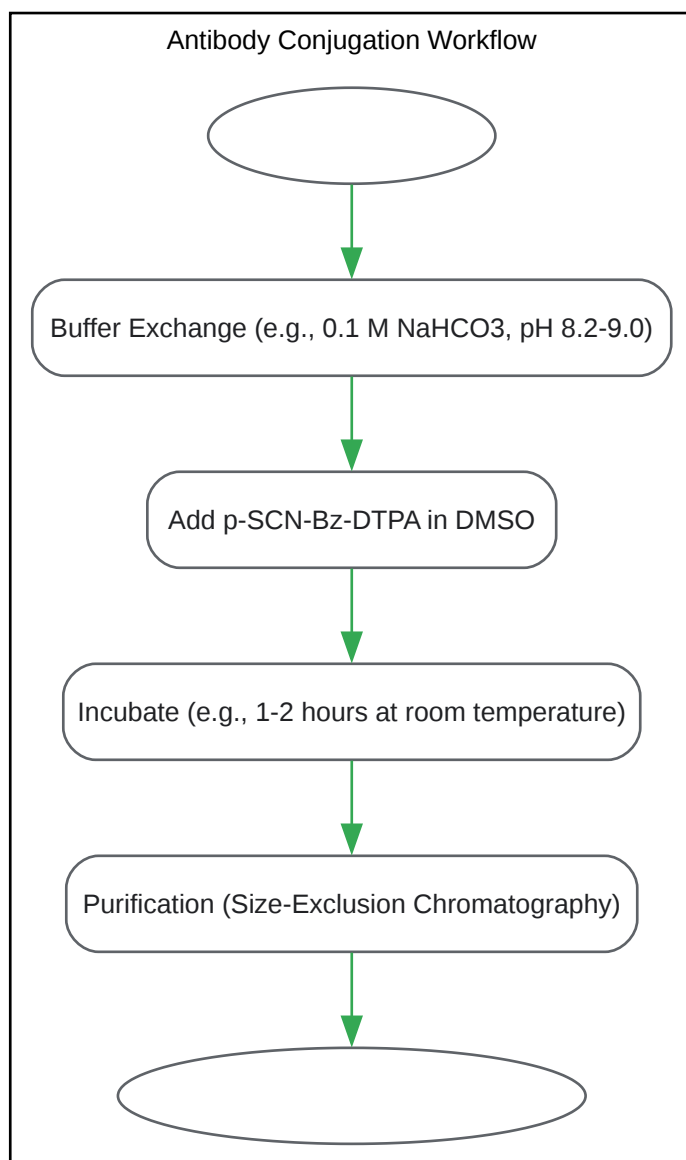 Antibody Conjugation Workflow
Buffer Exchange (e.g., 0.1 M NaHCO3, pH 8.2-9.0)
Add p-SCN-Bz-DTPA in DMSO
Incubate (e.g., 1-2 hours at room temperature)
Purification (Size-Exclusion Chromatography)